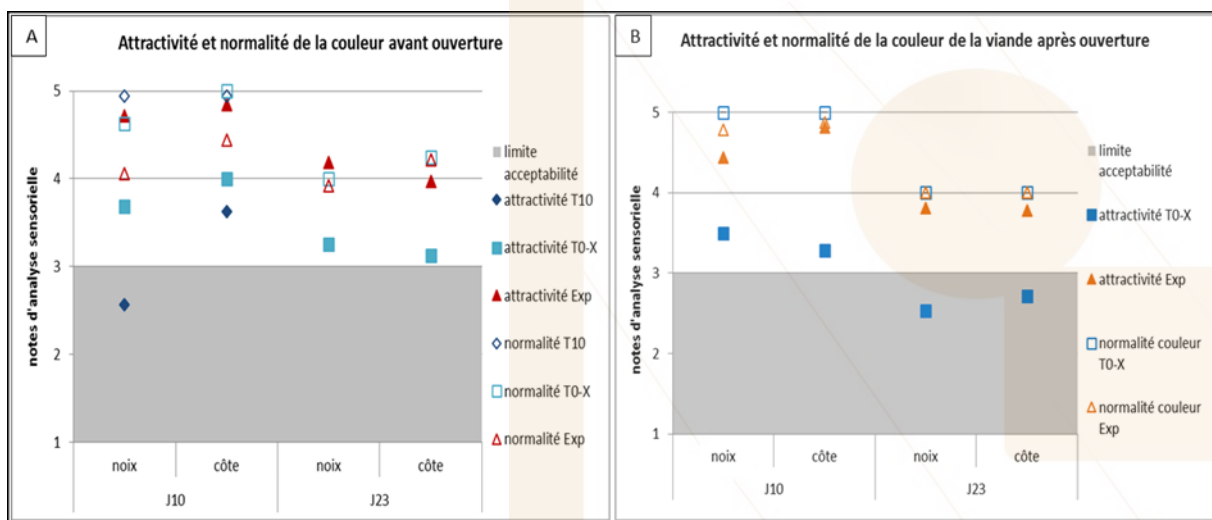 A
Attractivité et normalité de la couleur avant ouverture
notes d'analyse sensorielle
5
4
3
2
1
noix
côte
noix
côte
J10
J23
limite
acceptabilité
attractivité T10
attractivité T0-X
attractivité Exp
normalité T10
normalité T0-X
normalité Exp
B
Attractivité et normalité de la couleur de la viande après ouverture
notes d'analyse sensorielle
5
4
3
2
1
noix
côte
noix
côte
J10
J23
limite
acceptabilité
attractivité T0-X
attractivité Exp
normalité couleur
T0-X
normalité couleur
Exp